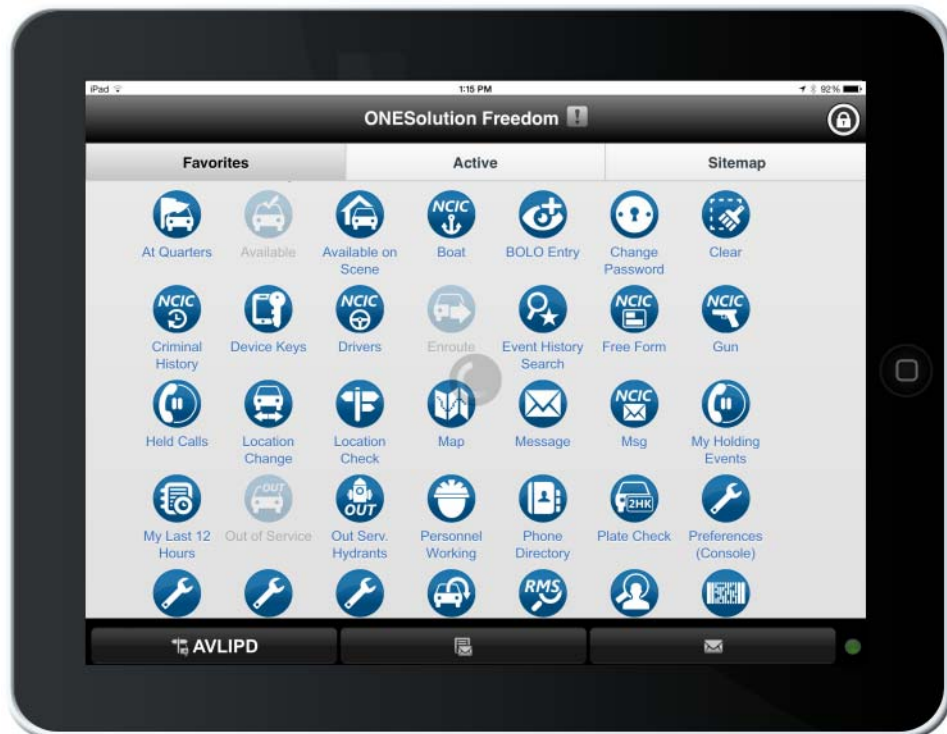 iPad
1:15 PM
92%
ONESolution Freedom
Favorites
Active
Sitemap
NCIC
At Quarters
Available
Available on
Scene
Boat
BOLO Entry
Change
Password
Clear
NCIC
NCIC
NCIC
NCIC
Criminal
History
Device Keys
Drivers
Enroute
Event History
Search
Free Form
Gun
NCIC
Held Calls
Location
Change
Location
Check
Map
Message
Msg
My Holding
Events
OUT
OUT
2HK
My Last 12
Hours
Out of Service
Out Serv.
Hydrants
Personnel
Working
Phone
Directory
Plate Check
Preferences
(Console)
RMS
AVLIPD